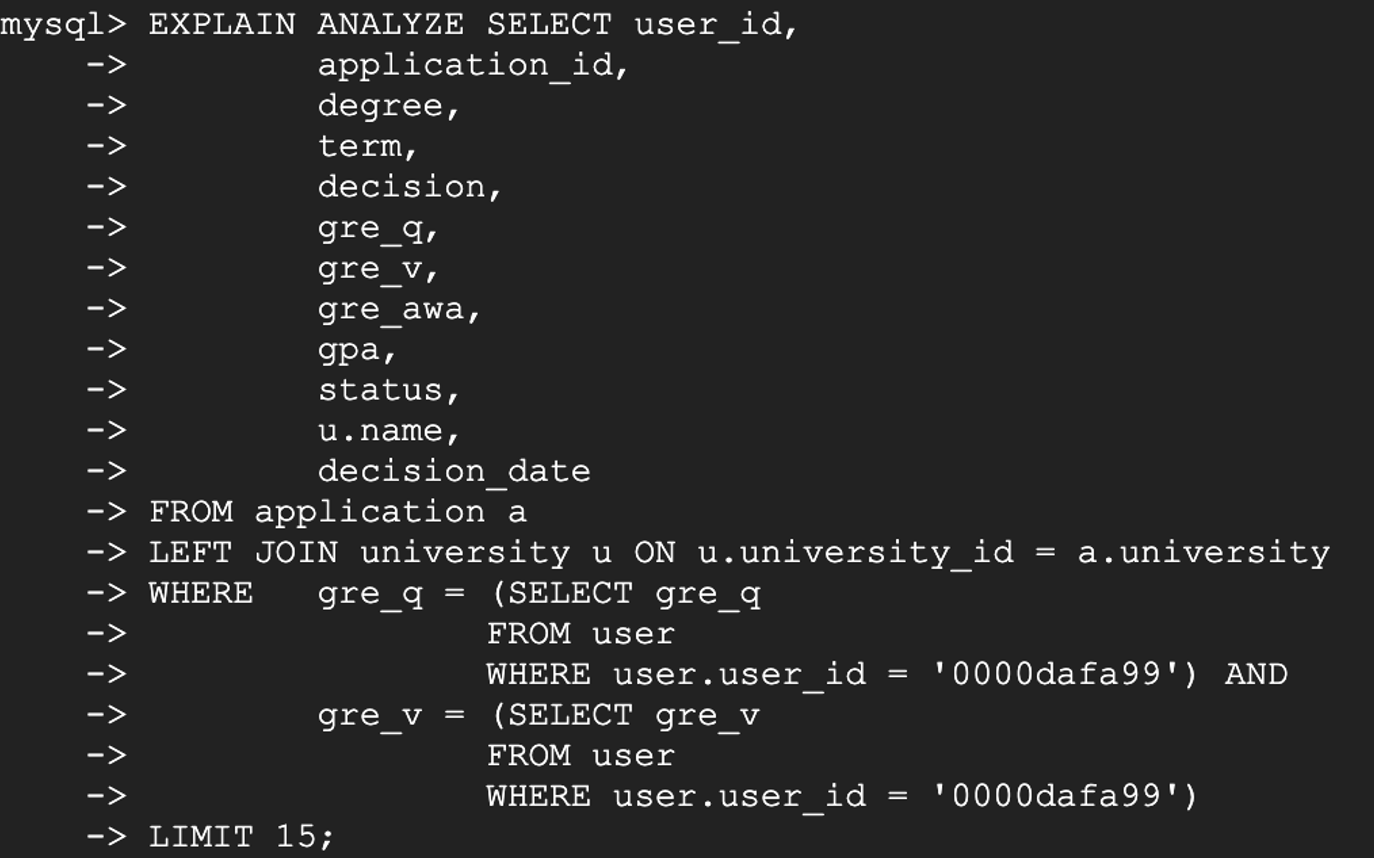 mysql> EXPLAIN ANALYZE SELECT user_id,
    ->         application_id,
    ->         degree,
    ->         term,
    ->         decision,
    ->         gre_q,
    ->         gre_v,
    ->         gre_awa,
    ->         gpa,
    ->         status,
    ->         u.name,
    ->         decision_date
    -> FROM application a
    -> LEFT JOIN university u ON u.university_id = a.university
    -> WHERE   gre_q = (SELECT gre_q
    ->                 FROM user
    ->                 WHERE user.user_id = '0000dafa99') AND
    ->         gre_v = (SELECT gre_v
    ->                 FROM user
    ->                 WHERE user.user_id = '0000dafa99')
    -> LIMIT 15;